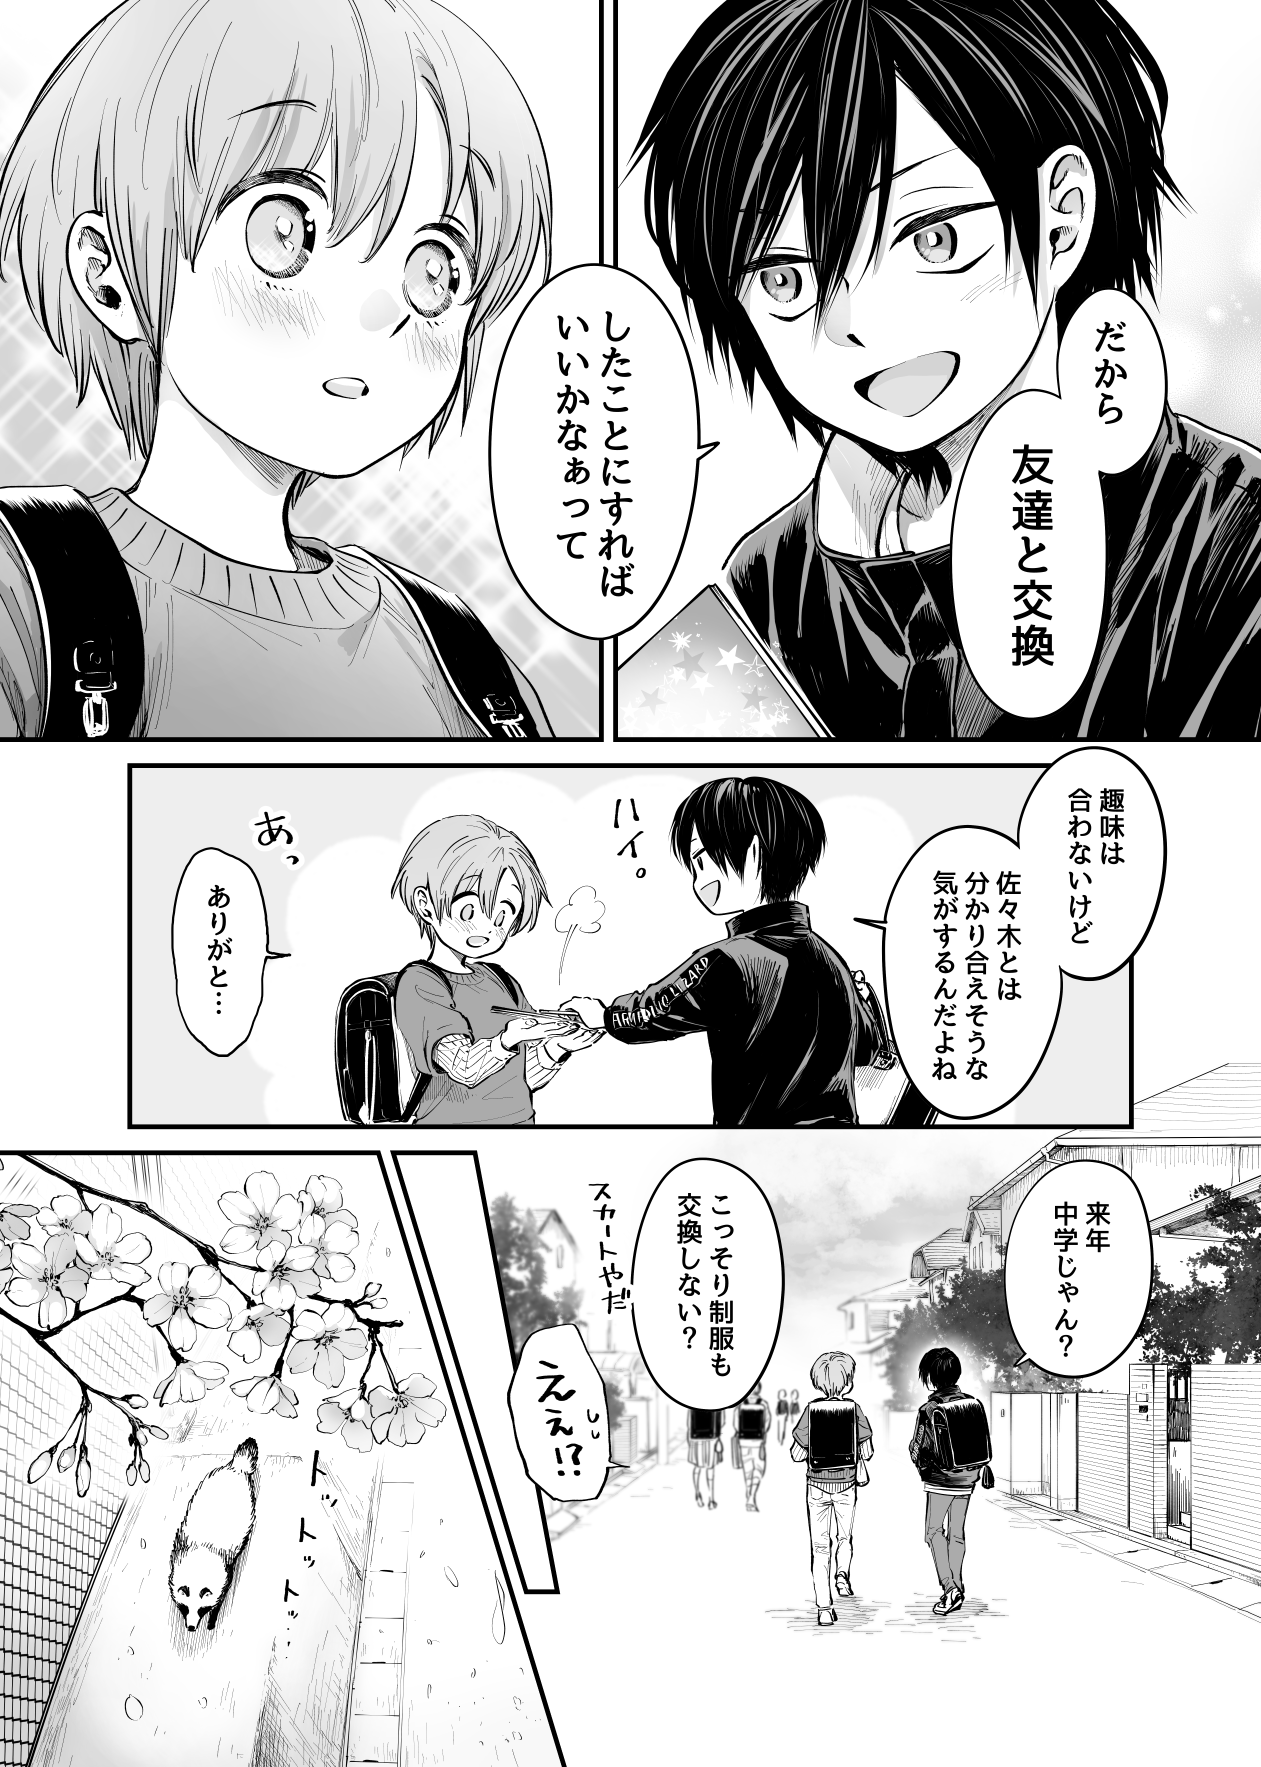 だから
友達と交換
したことにすれば
いいかなぁって
趣味は
合わないけど
佐々木とは
分かり合えそうな
気がするんだよね
ハイ。
ARMADILLO LIZARD
あっ
ありがと…
来年
中学じゃん?
こっそり制服も
交換しない?
スカートやだ
えぇ!?
トットットット…